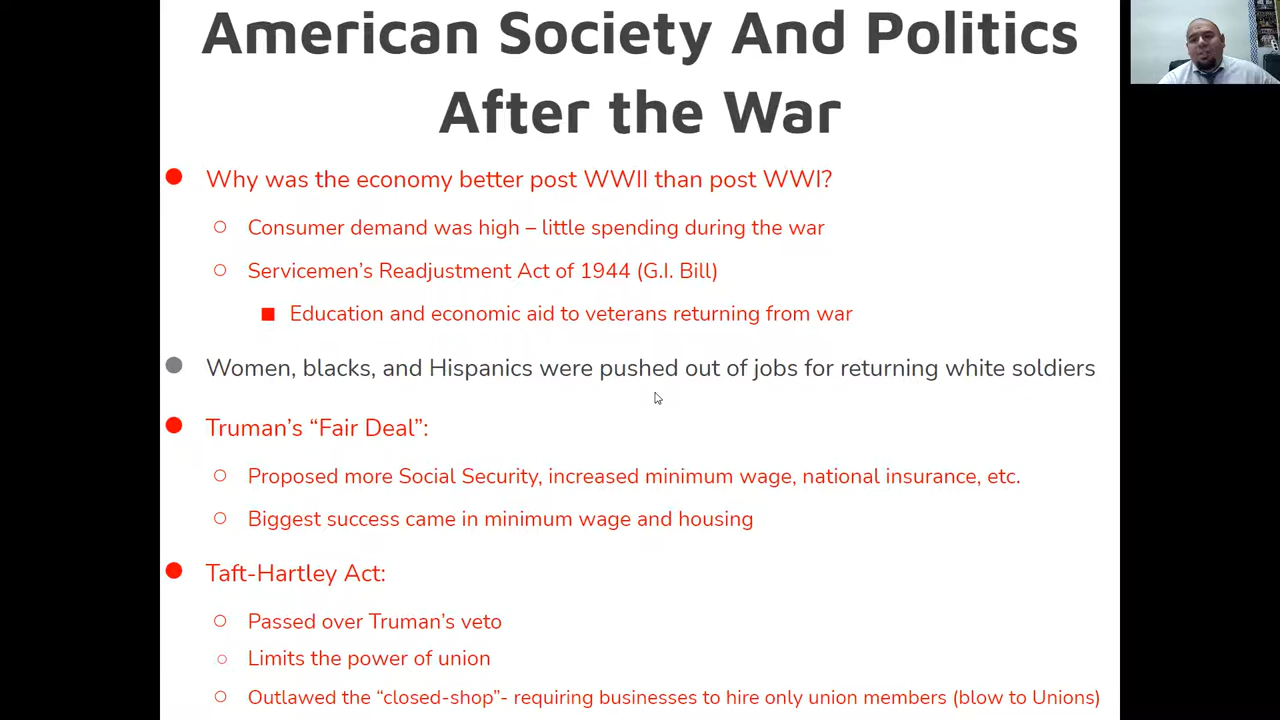 American Society And Politics
After the War
Why was the economy better post WWII than post WWI?
Consumer demand was high – little spending during the war
Servicemen’s Readjustment Act of 1944 (G.I. Bill)
Education and economic aid to veterans returning from war
Women, blacks, and Hispanics were pushed out of jobs for returning white soldiers
Truman’s “Fair Deal”:
Proposed more Social Security, increased minimum wage, national insurance, etc.
Biggest success came in minimum wage and housing
Taft-Hartley Act:
Passed over Truman’s veto
Limits the power of union
Outlawed the “closed-shop”- requiring businesses to hire only union members (blow to Unions)